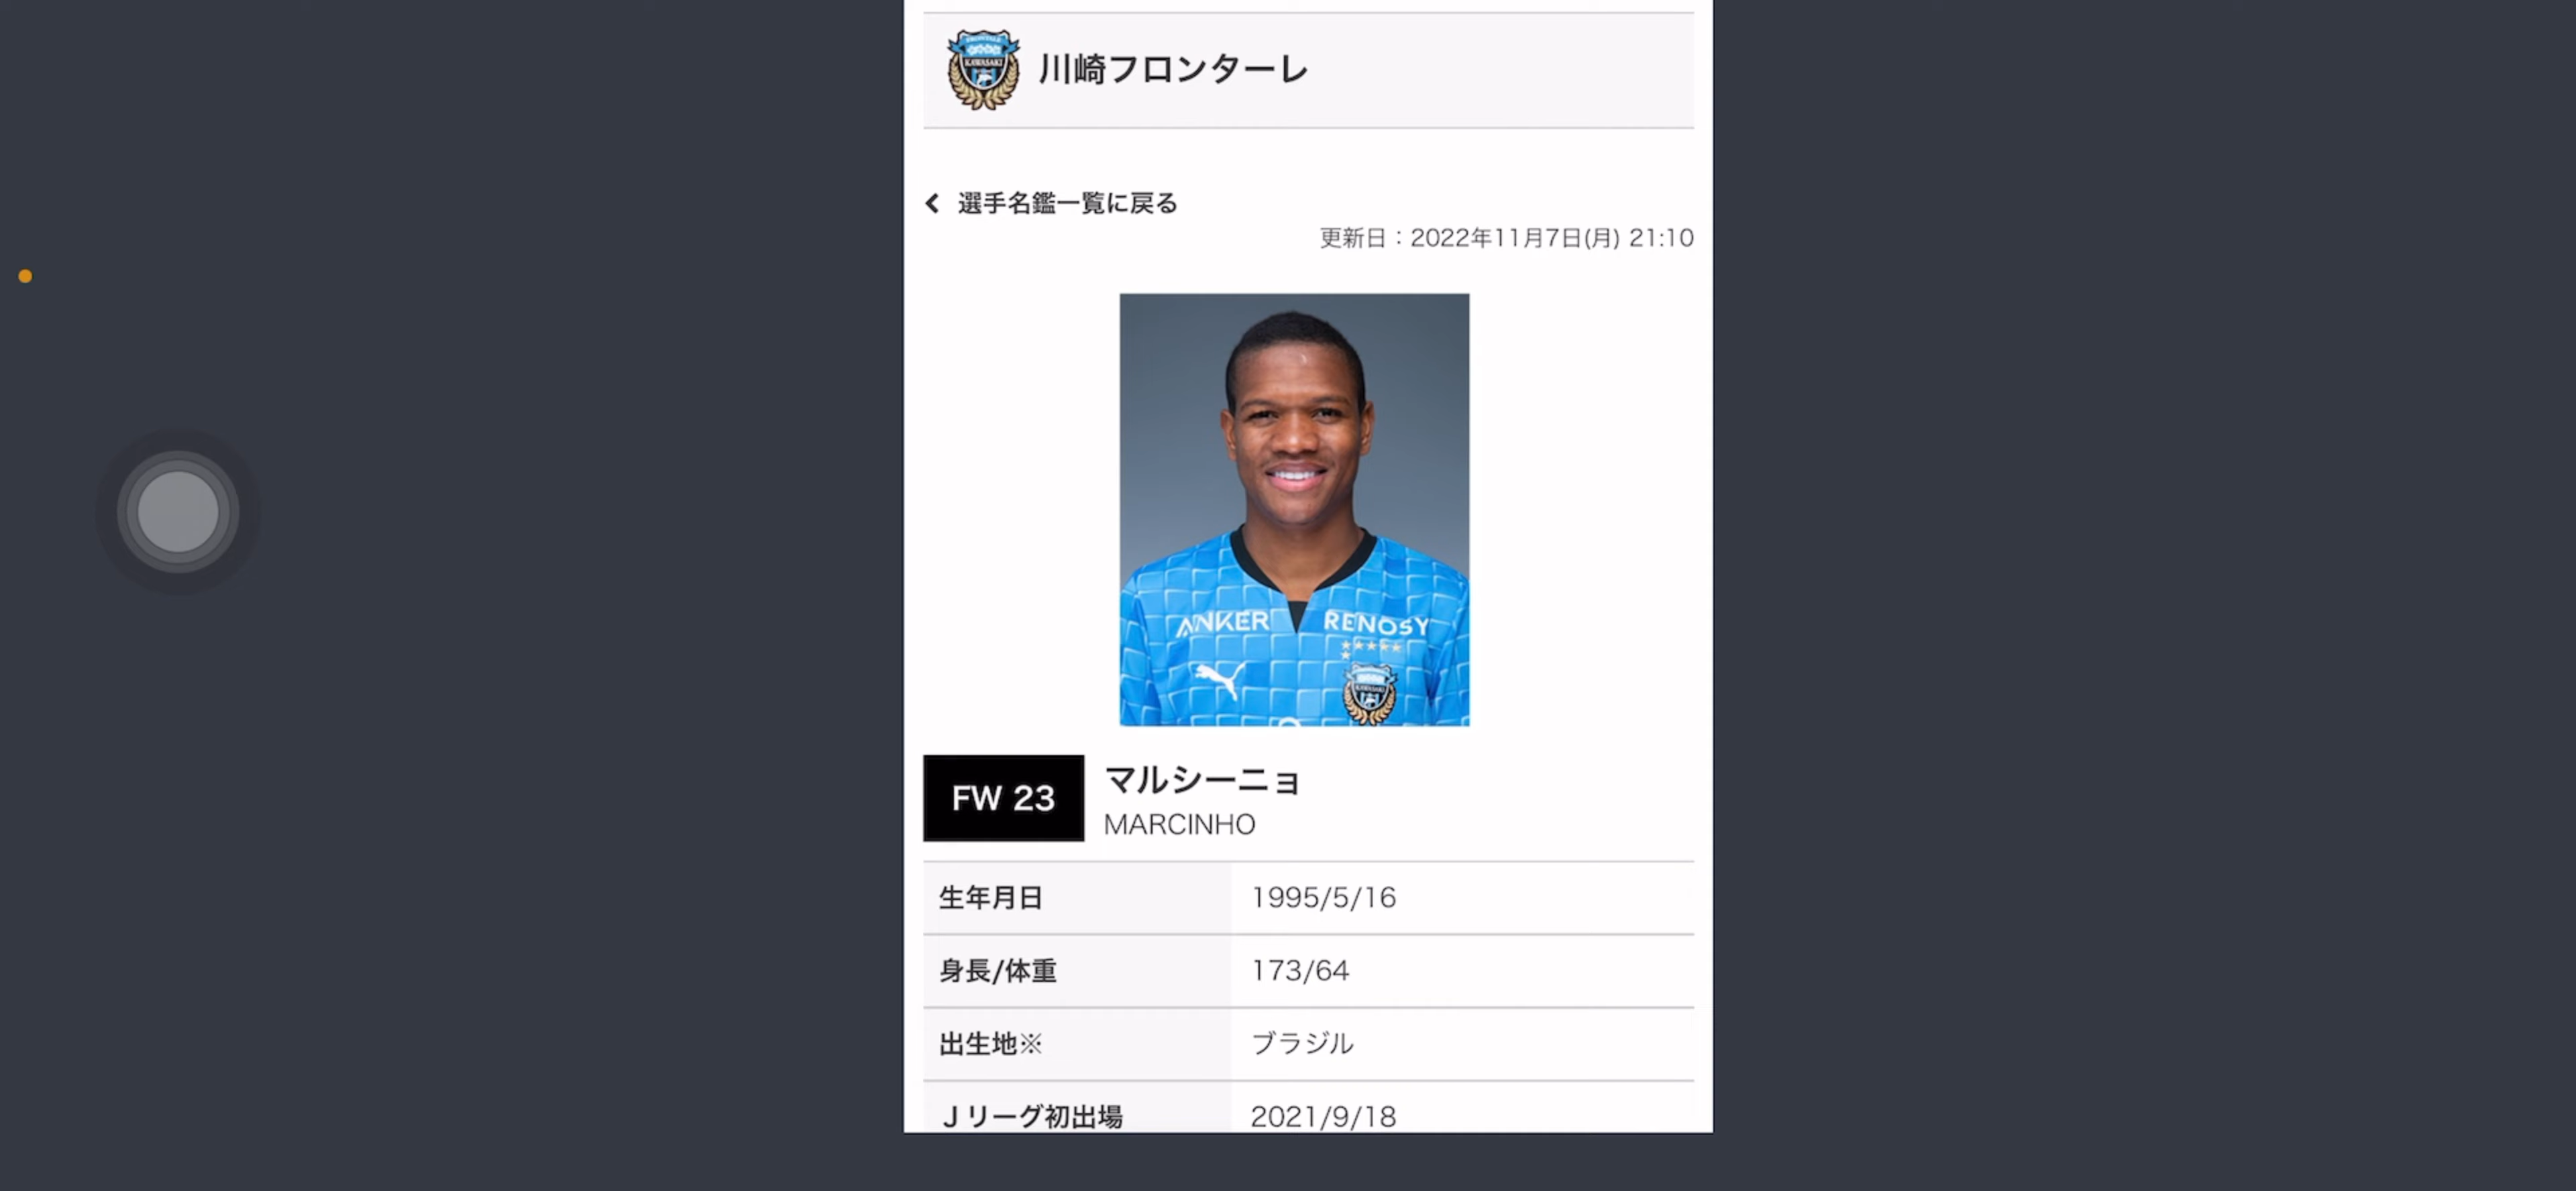 川崎フロンターレ
選手名鑑一覧に戻る
更新日：2022年11月7日(月) 21:10
ANKER RENOSY
KAWASAKI
FW 23
マルシーニョ
MARCINHO
生年月日 1995/5/16
身長/体重 173/64
出生地※ ブラジル
Jリーグ初出場 2021/9/18